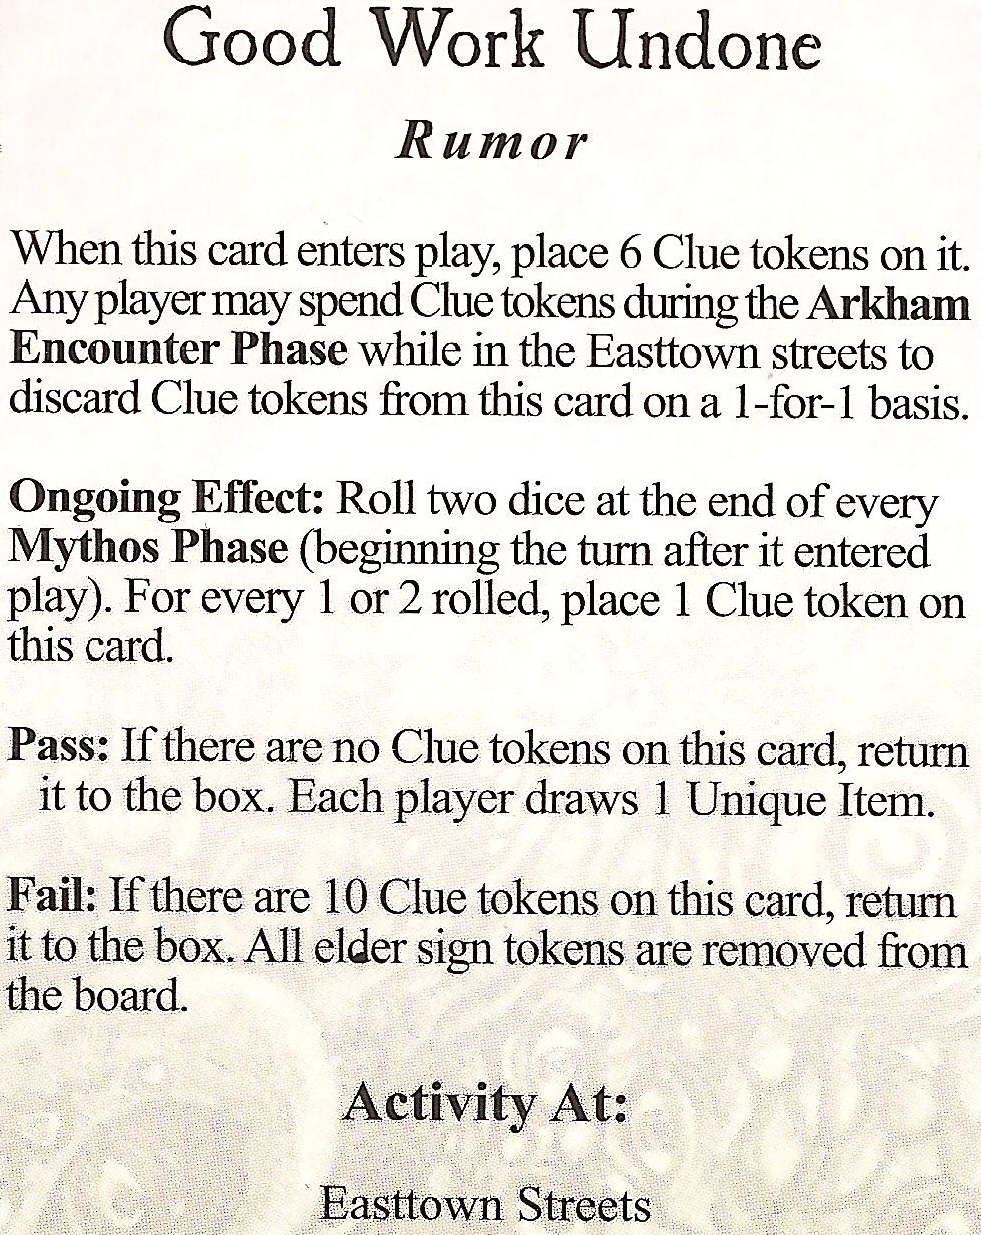 Good Work Undone
Rumor
When this card enters play, place 6 Clue tokens on it.
Any player may spend Clue tokens during the Arkham
Encounter Phase while in the Easttown streets to
discard Clue tokens from this card on a 1-for-1 basis.
Ongoing Effect: Roll two dice at the end of every
Mythos Phase (beginning the turn after it entered
play). For every 1 or 2 rolled, place 1 Clue token on
this card.
Pass: If there are no Clue tokens on this card, return
it to the box. Each player draws 1 Unique Item.
Fail: If there are 10 Clue tokens on this card, return
it to the box. All elder sign tokens are removed from
the board.
Activity At:
Easttown Streets